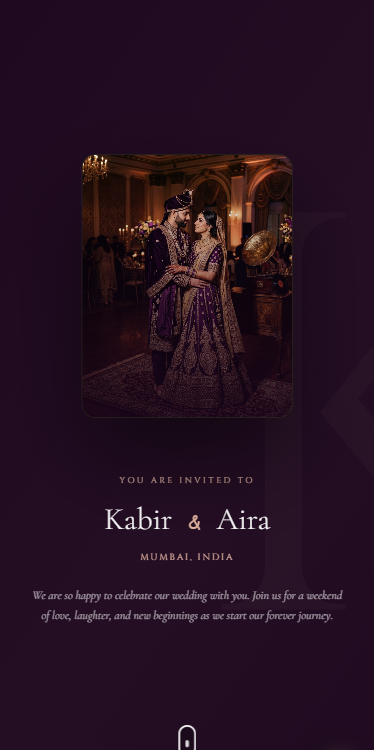 YOU ARE INVITED TO
Kabir & Aira
MUMBAI, INDIA
We are so happy to celebrate our wedding with you. Join us for a weekend
of love, laughter, and new beginnings as we start our forever journey.